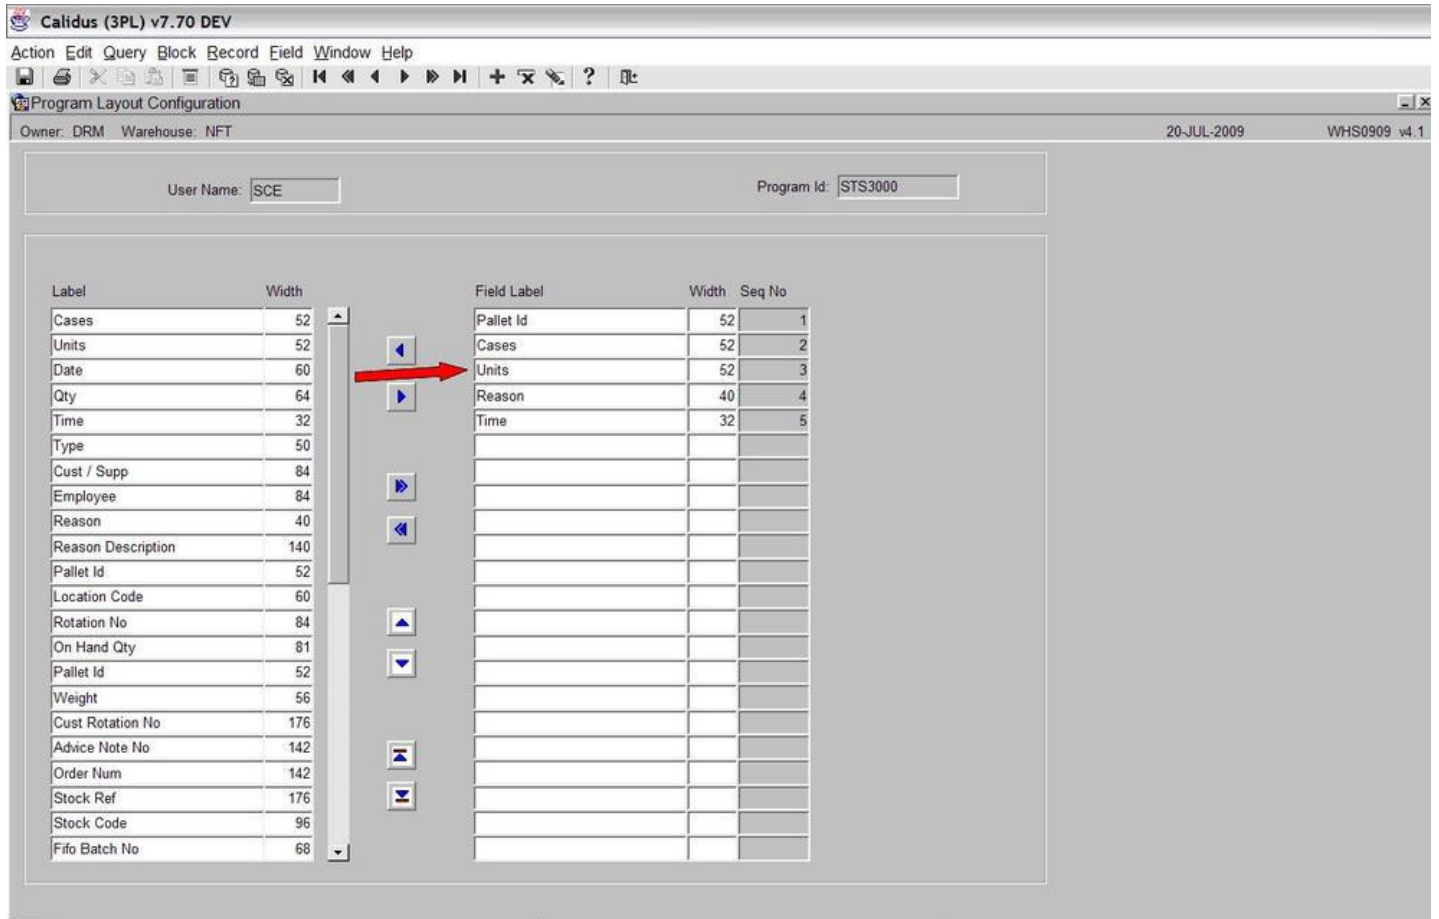 Calidus (3PL) v7.70 DEV
Action Edit Query Block Record Field Window Help
Program Layout Configuration
Owner: DRM Warehouse: NFT 20-JUL-2009 WHS0909 v4.1
User Name: SCE Program Id: STS3000
Label Width Field Label Width Seq No
Cases 52 Pallet Id 52 1
Units 52 Cases 52 2
Date 60 Units 52 3
Qty 64 Reason 40 4
Time 32 Time 32 5
Type 50
Cust / Supp 84
Employee 84
Reason 40
Reason Description 140
Pallet Id 52
Location Code 60
Rotation No 84
On Hand Qty 81
Pallet Id 52
Weight 56
Cust Rotation No 176
Advice Note No 142
Order Num 142
Stock Ref 176
Stock Code 96
Fifo Batch No 68